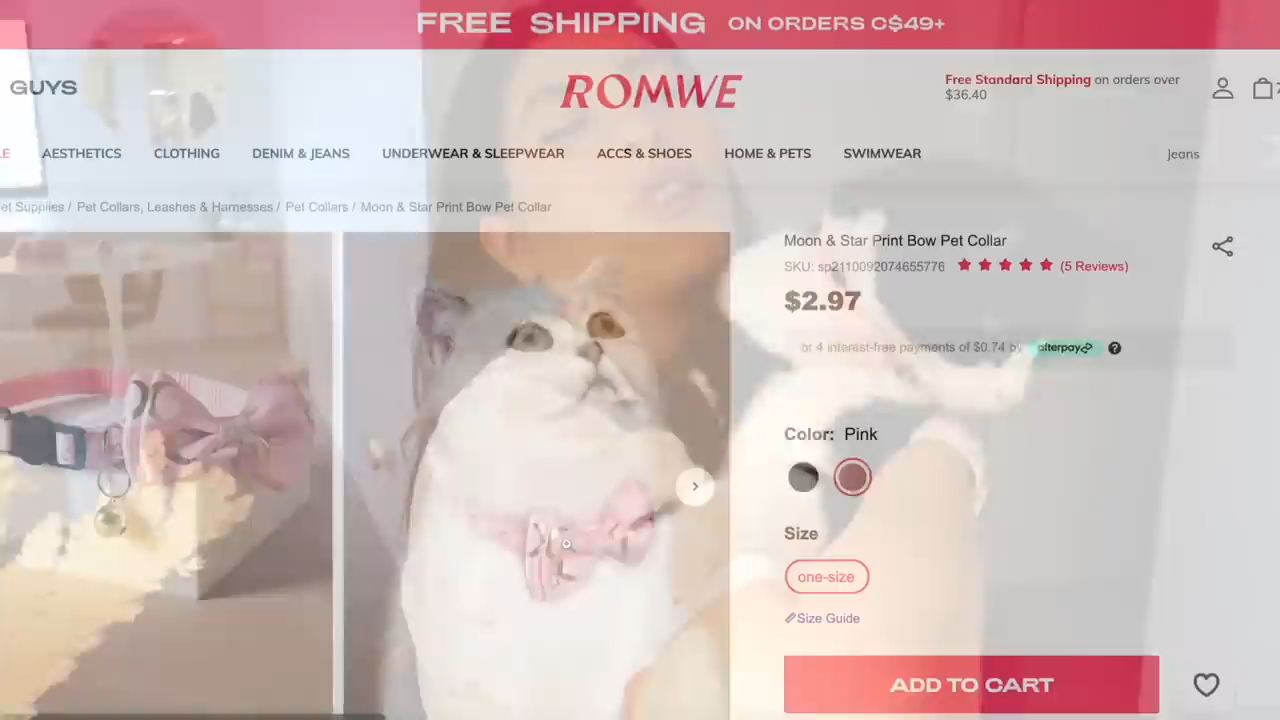 FREE SHIPPING ON ORDERS C$49+
GUYS
ROMWE
Free Standard Shipping on orders over
$36.40
AESTHETICS CLOTHING DENIM & JEANS UNDERWEAR & SLEEPWEAR ACCS & SHOES HOME & PETS SWIMWEAR Jeans
et Supplies / Pet Collars, Leashes & Harnesses / Pet Collars / Moon & Star Print Bow Pet Collar
Moon & Star Print Bow Pet Collar
SKU: sp2110092074655776 (5 Reviews)
$2.97
or 4 interest-free payments of $0.74 by afterpay ?
Color: Pink
Size
one-size
Size Guide
ADD TO CART